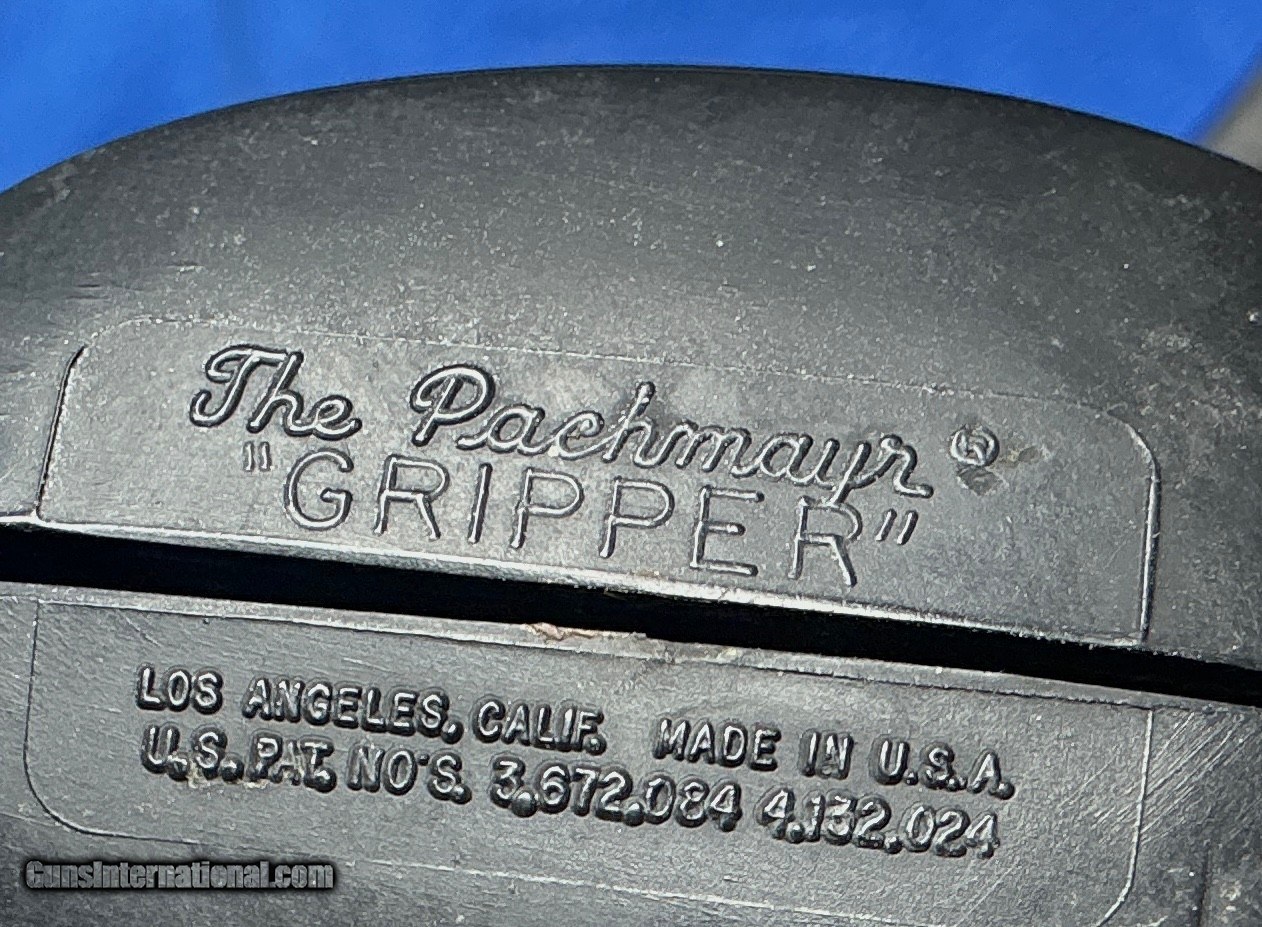 The Pachmayr ®
"GRIPPER"
LOS ANGELES, CALIF. MADE IN U.S.A.
U.S. PAT. NO'S. 3,672,084 4,132,024
GunsInternational.com